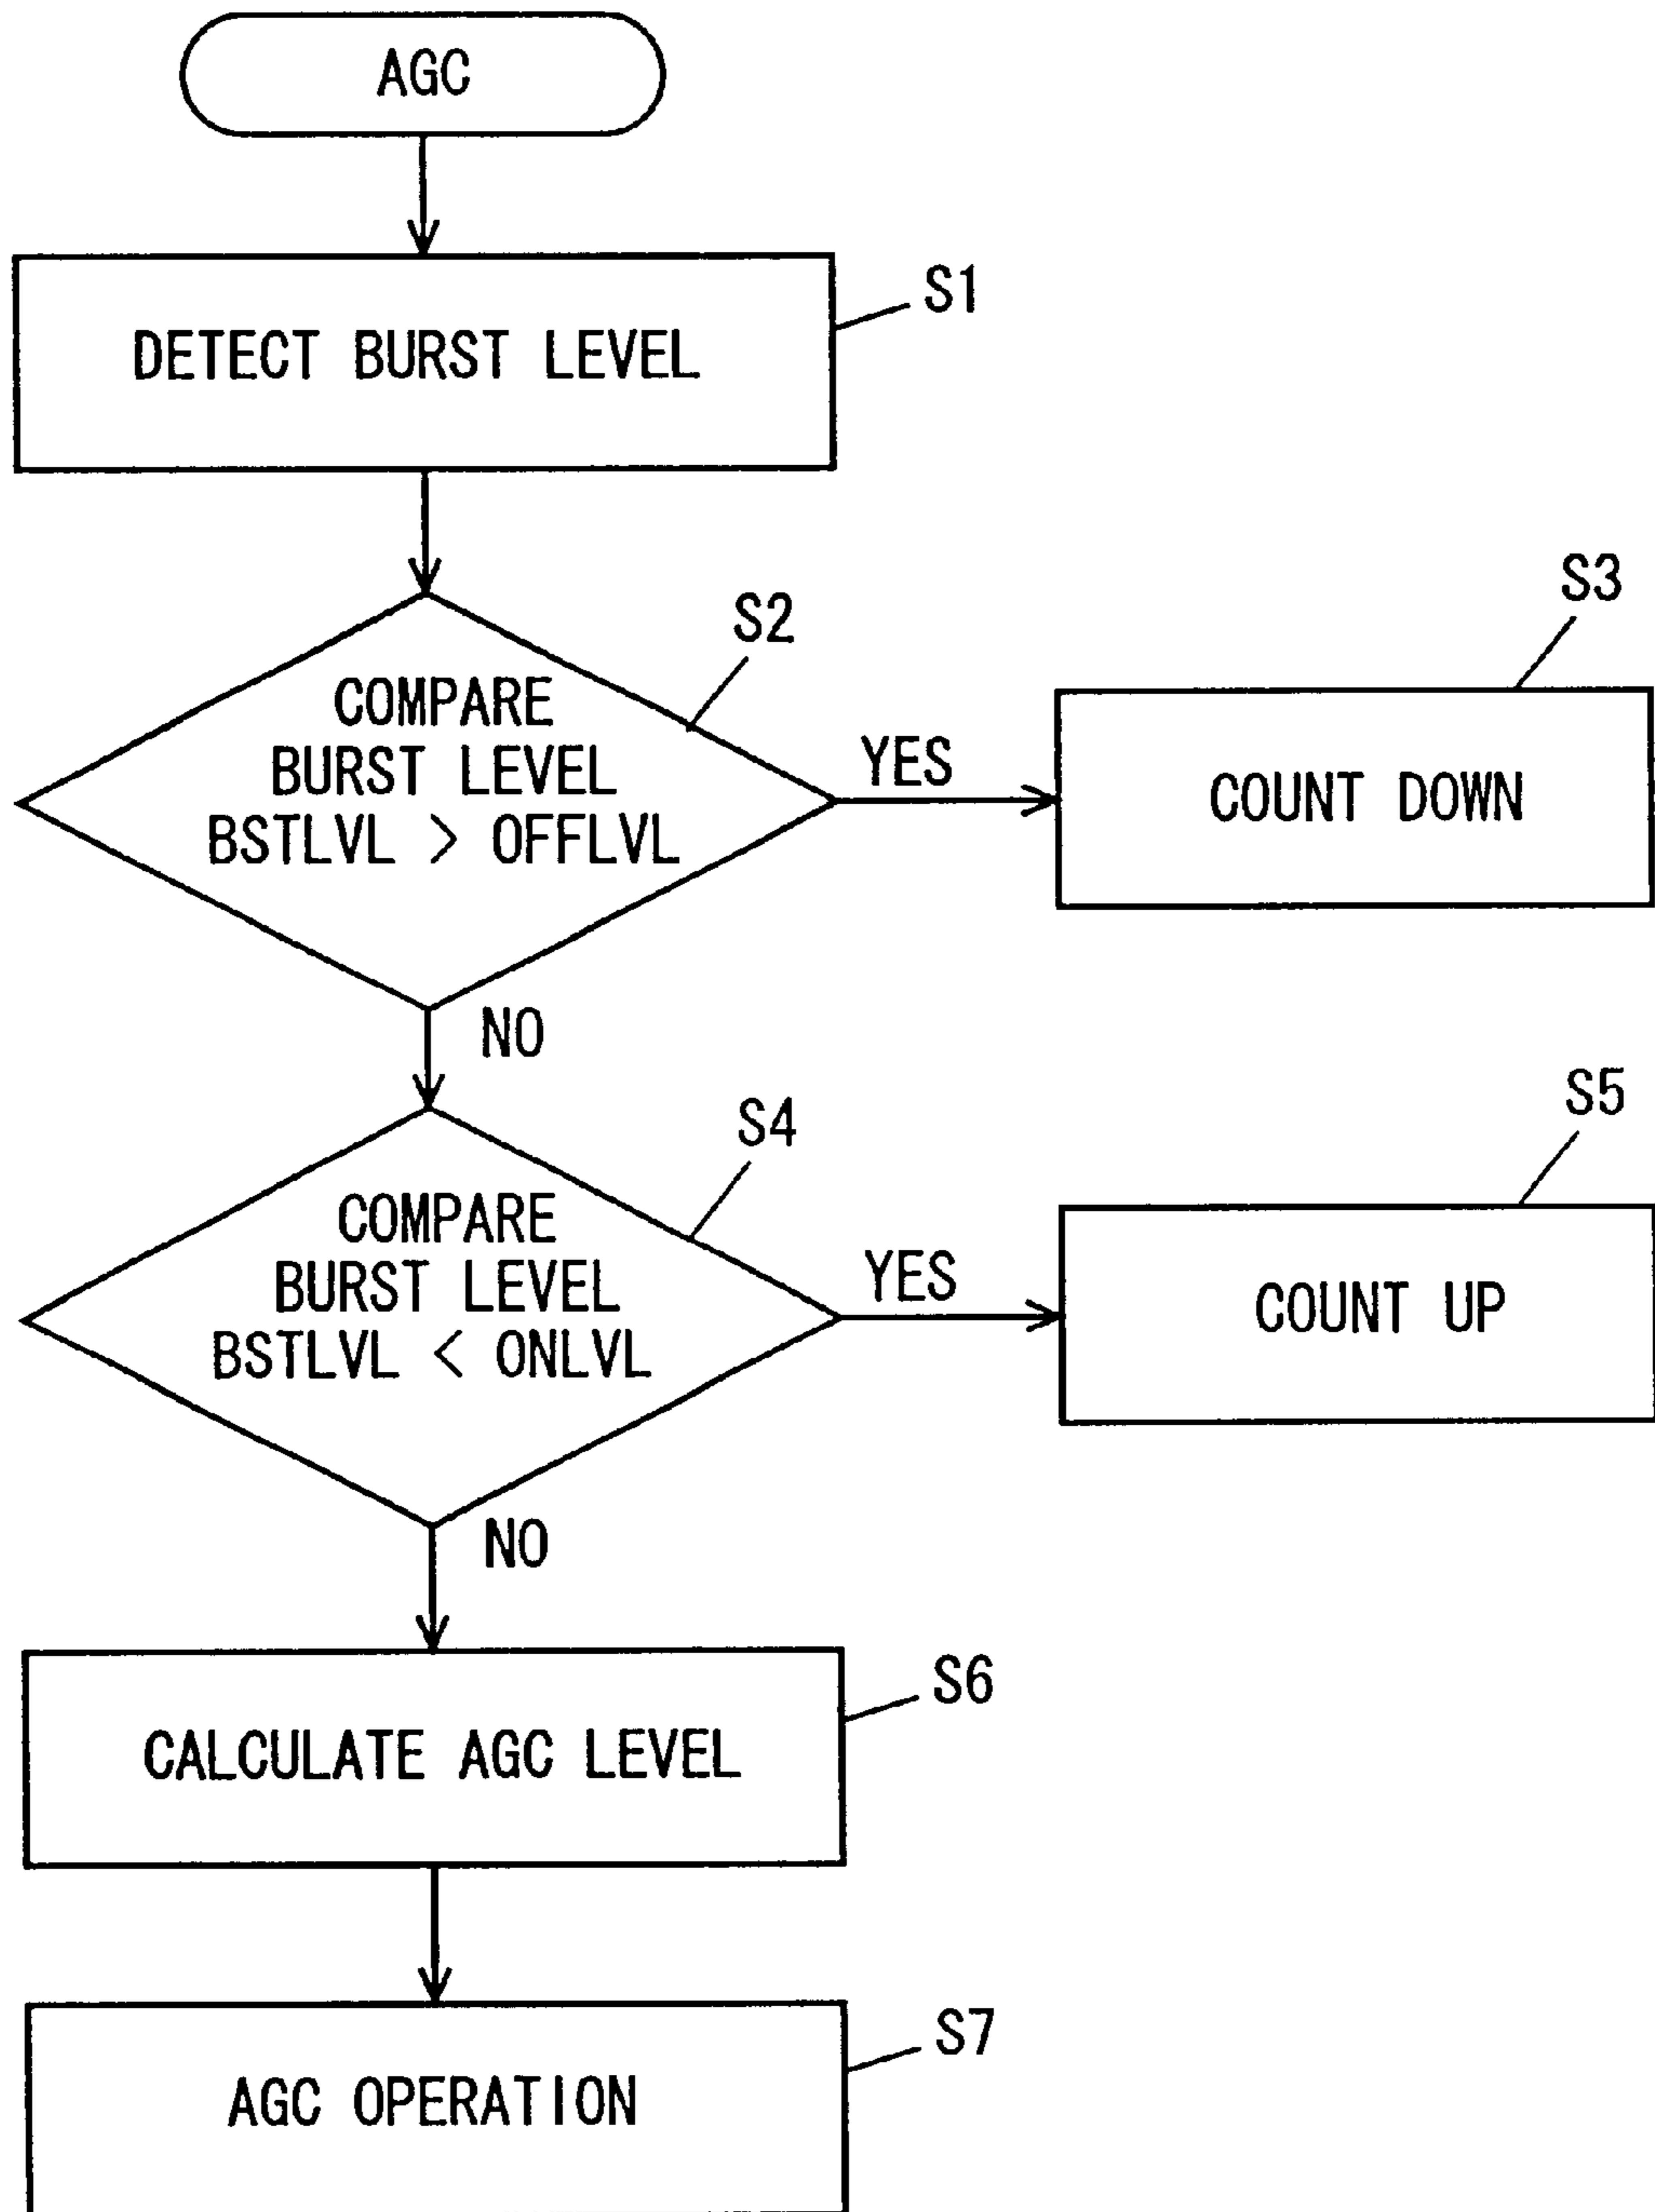 AGC
DETECT BURST LEVEL
S1
S2
COMPARE
BURST LEVEL
BSTLVL > OFFLVL
YES
S3
COUNT DOWN
NO
S4
COMPARE
BURST LEVEL
BSTLVL < ONLVL
YES
S5
COUNT UP
NO
S6
CALCULATE AGC LEVEL
S7
AGC OPERATION